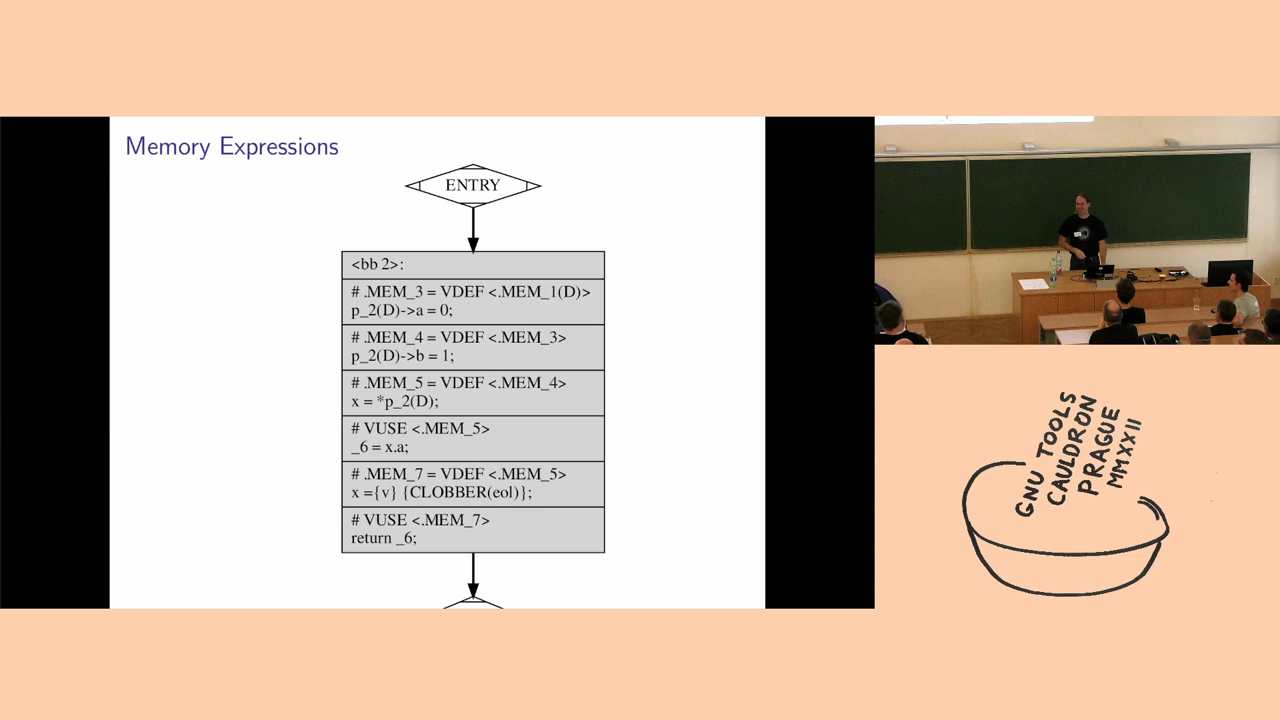 Memory Expressions
ENTRY
<bb 2>:
# .MEM_3 = VDEF <.MEM_1(D)>
p_2(D)->a = 0;
# .MEM_4 = VDEF <.MEM_3>
p_2(D)->b = 1;
# .MEM_5 = VDEF <.MEM_4>
x = *p_2(D);
# VUSE <.MEM_5>
_6 = x.a;
# .MEM_7 = VDEF <.MEM_5>
x ={v} {CLOBBER(eol)};
# VUSE <.MEM_7>
return _6;
GNU TOOLS
CAULDRON
PRAGUE
MMXXII